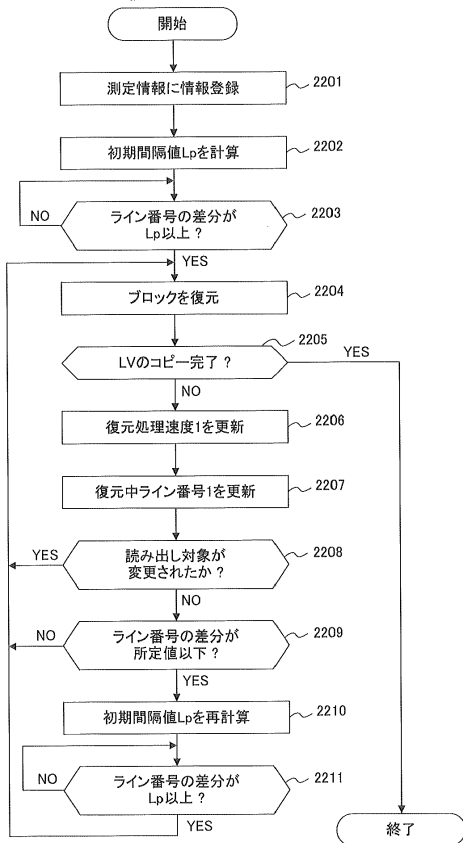 開始
測定情報に情報登録
2201
初期間隔値Lpを計算
2202
ライン番号の差分が
Lp以上？
2203
NO
YES
ブロックを復元
2204
LVのコピー完了？
2205
YES
NO
復元処理速度1を更新
2206
復元中ライン番号1を更新
2207
読み出し対象が
変更されたか？
2208
YES
NO
ライン番号の差分が
所定値以下？
2209
NO
YES
初期間隔値Lpを再計算
2210
ライン番号の差分が
Lp以上？
2211
NO
YES
終了